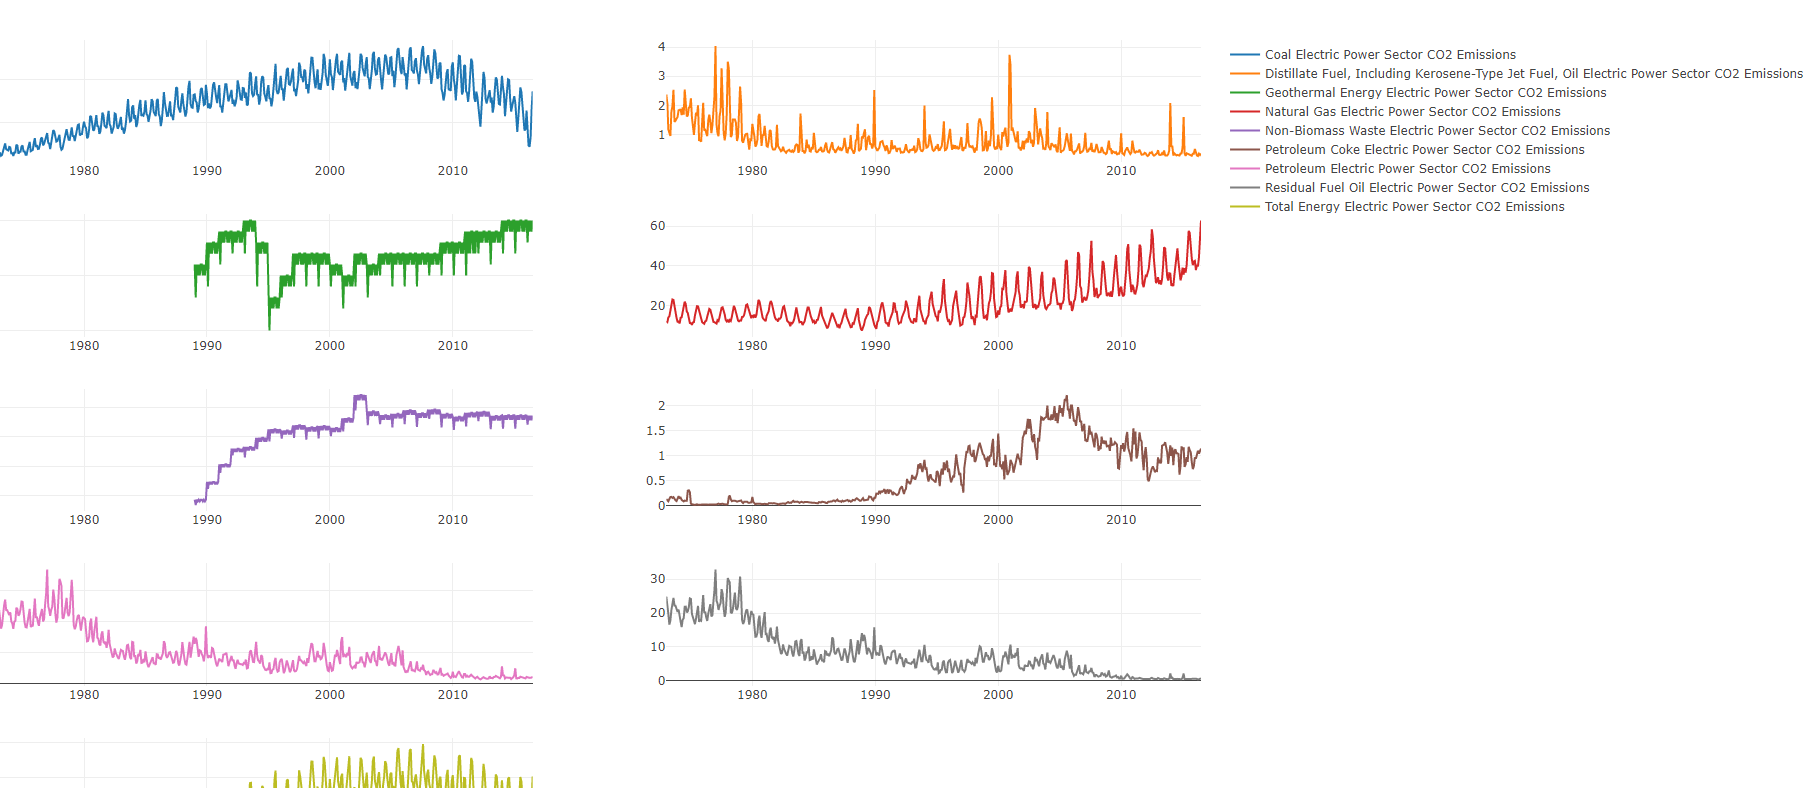 4
3
2
1
1980 1990 2000 2010
1980 1990 2000 2010
Coal Electric Power Sector CO2 Emissions
Distillate Fuel, Including Kerosene-Type Jet Fuel, Oil Electric Power Sector CO2 Emissions
Geothermal Energy Electric Power Sector CO2 Emissions
Natural Gas Electric Power Sector CO2 Emissions
Non-Biomass Waste Electric Power Sector CO2 Emissions
Petroleum Coke Electric Power Sector CO2 Emissions
Petroleum Electric Power Sector CO2 Emissions
Residual Fuel Oil Electric Power Sector CO2 Emissions
Total Energy Electric Power Sector CO2 Emissions
60
40
20
1980 1990 2000 2010
1980 1990 2000 2010
2
1.5
1
0.5
0
1980 1990 2000 2010
1980 1990 2000 2010
30
20
10
0
1980 1990 2000 2010
1980 1990 2000 2010